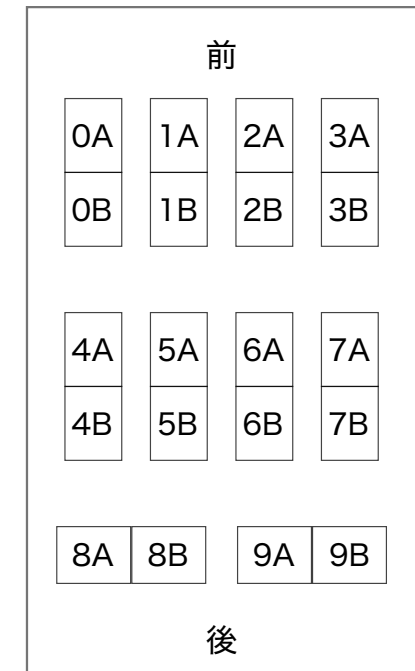 前
0A 1A 2A 3A
0B 1B 2B 3B
4A 5A 6A 7A
4B 5B 6B 7B
8A 8B 9A 9B
後